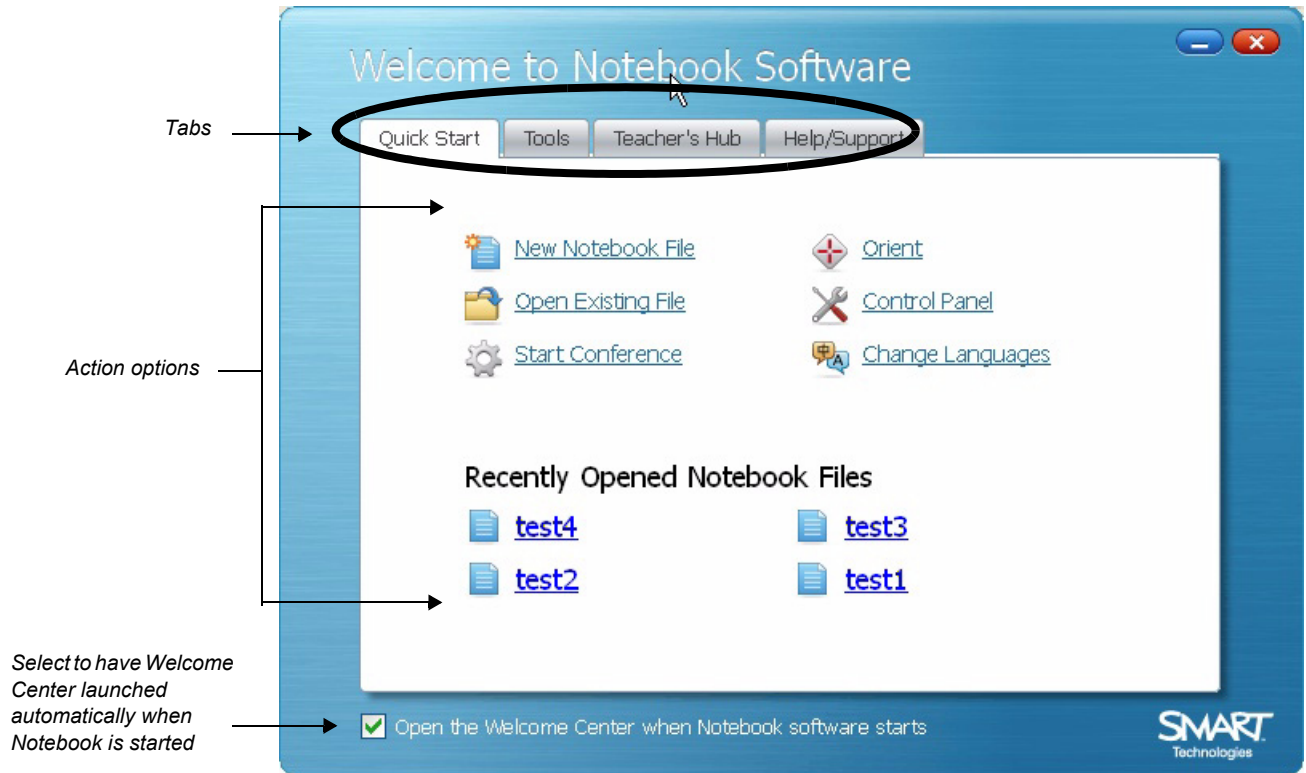 Welcome to Notebook Software
Tabs
Quick Start Tools Teacher's Hub Help/Support
New Notebook File Orient
Open Existing File Control Panel
Action options
Start Conference Change Languages
Recently Opened Notebook Files
test4 test3
test2 test1
Select to have Welcome
Center launched
automatically when
Notebook is started
Open the Welcome Center when Notebook software starts
SMART
Technologies